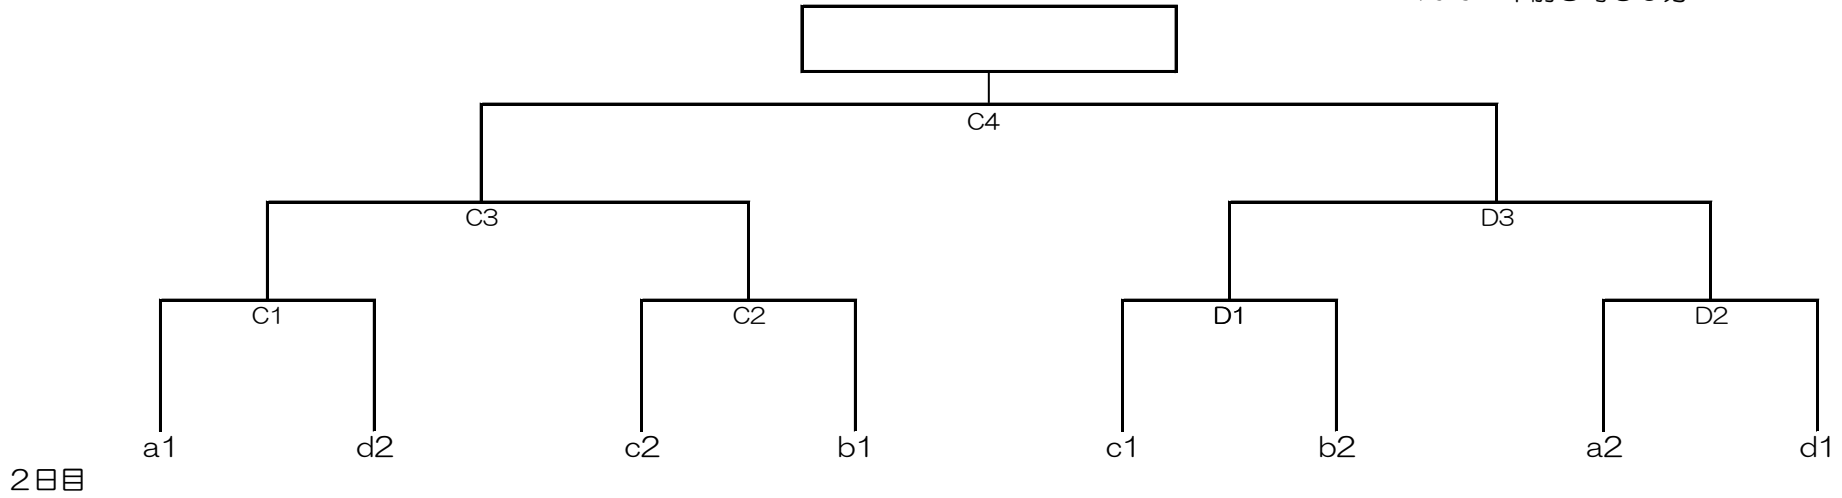 C4
C3 D3
C1 C2 D1 D2
a1 d2 c2 b1 c1 b2 a2 d1
2日目